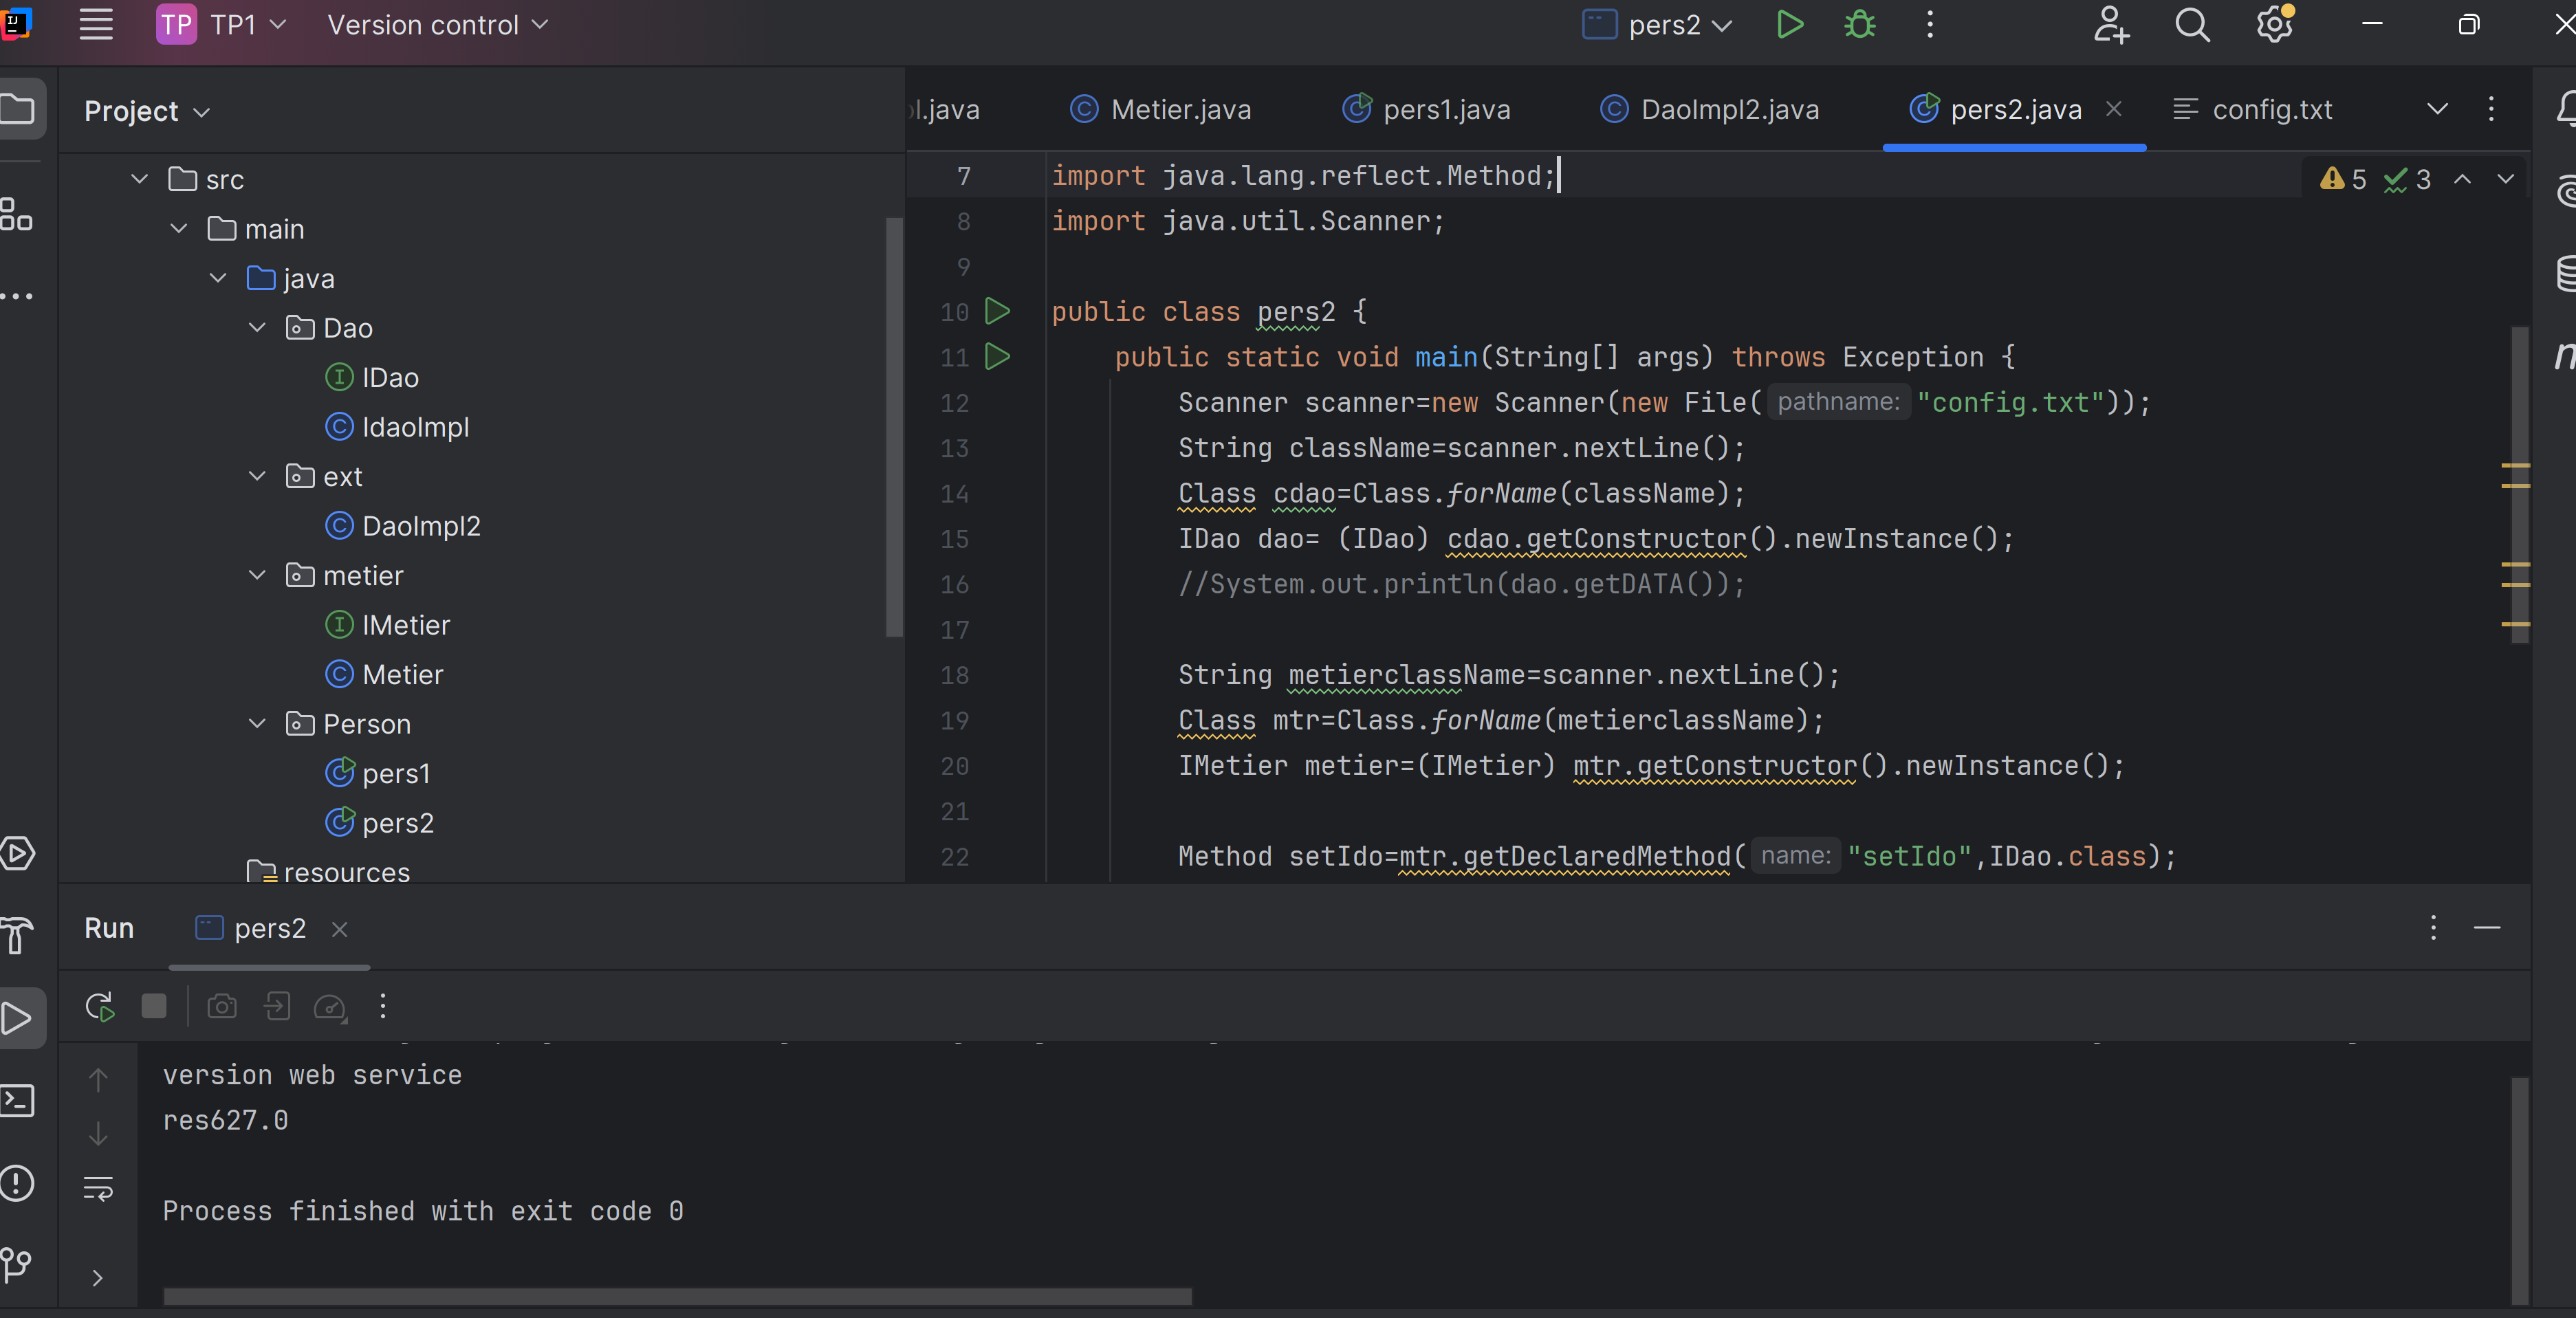 TP TP1 Version control pers2
Project
src
main
java
Dao
IDao
IdaoImpl
ext
DaoImpl2
metier
IMetier
Metier
Person
pers1
pers2
resources
l.java Metier.java pers1.java DaoImpl2.java pers2.java config.txt
5 3
7 import java.lang.reflect.Method;
8 import java.util.Scanner;
9
10 public class pers2 {
11 public static void main(String[] args) throws Exception {
12 Scanner scanner=new Scanner(new File( pathname: "config.txt"));
13 String className=scanner.nextLine();
14 Class cdao=Class.forName(className);
15 IDao dao= (IDao) cdao.getConstructor().newInstance();
16 //System.out.println(dao.getDATA());
17
18 String metierclassName=scanner.nextLine();
19 Class mtr=Class.forName(metierclassName);
20 IMetier metier=(IMetier) mtr.getConstructor().newInstance();
21
22 Method setIdo=mtr.getDeclaredMethod( name: "setIdo",IDao.class);
Run pers2
version web service
res627.0
Process finished with exit code 0